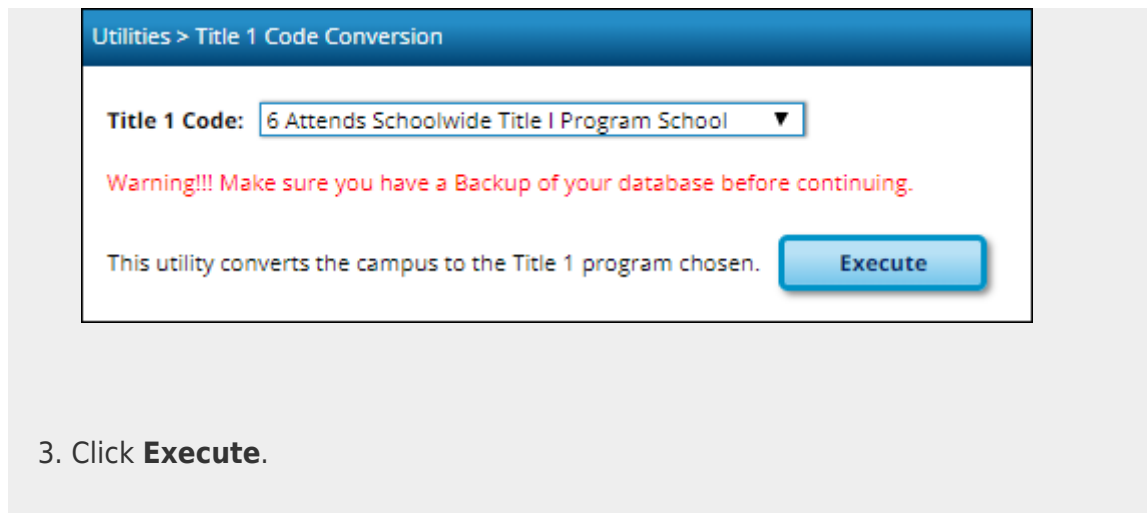 Utilities > Title 1 Code Conversion
Title 1 Code: 6 Attends Schoolwide Title I Program School ▼
Warning!!! Make sure you have a Backup of your database before continuing.
This utility converts the campus to the Title 1 program chosen. Execute
3. Click Execute.